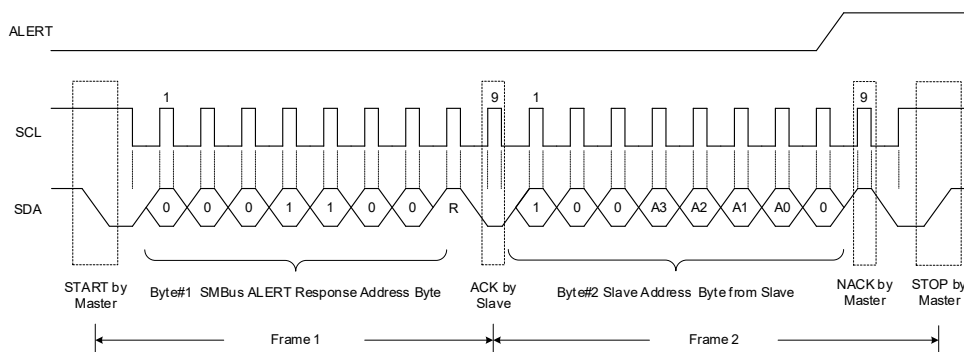 ALERT
1 9 1 9
SCL
SDA
0 0 0 1 1 0 0 R 1 0 0 A3 A2 A1 A0 0
START by
Master
Byte#1 SMBus ALERT Response Address Byte
ACK by
Slave
Byte#2 Slave Address Byte from Slave
NACK by
Master
STOP by
Master
Frame 1
Frame 2